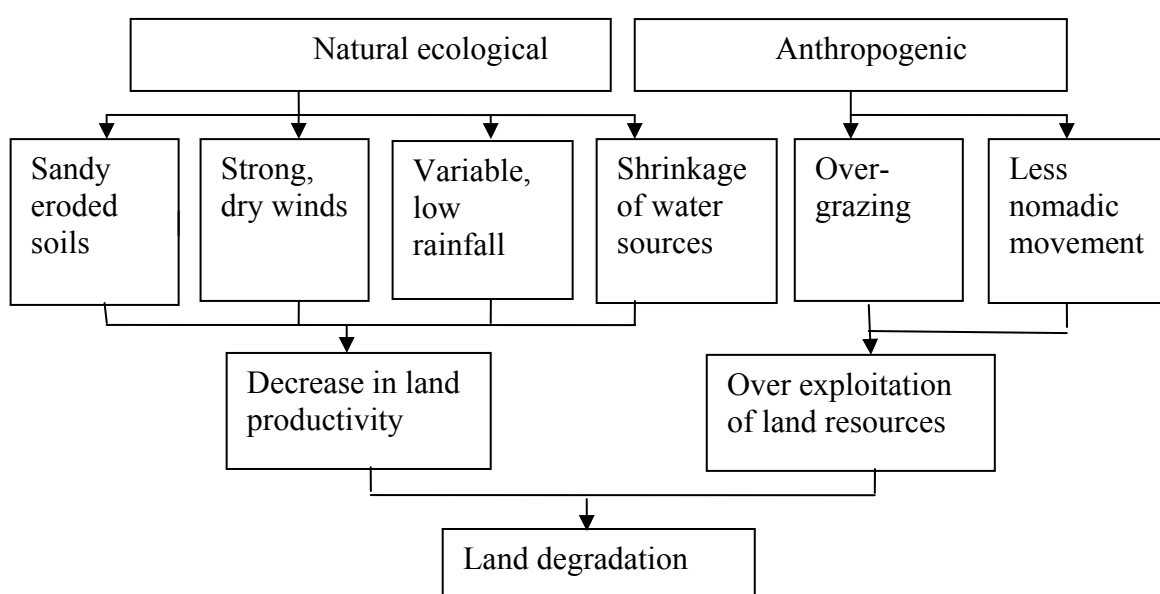 Natural ecological
Anthropogenic
Sandy
eroded
soils
Strong,
dry winds
Variable,
low
rainfall
Shrinkage
of water
sources
Over-
grazing
Less
nomadic
movement
Decrease in land
productivity
Over exploitation
of land resources
Land degradation